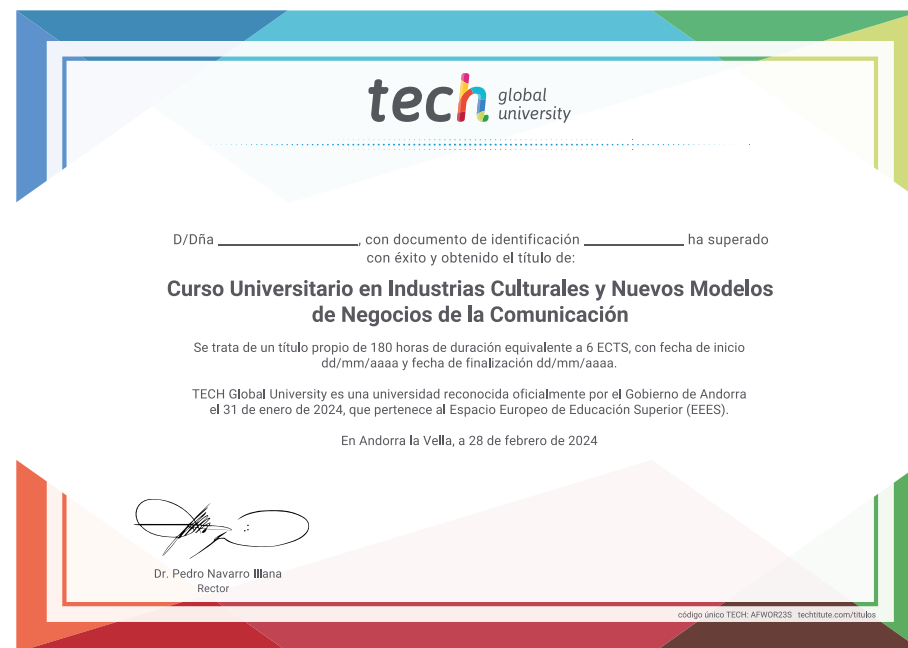 tech global university
D/Dña ____________________, con documento de identificación ______________ ha superado
con éxito y obtenido el título de:
Curso Universitario en Industrias Culturales y Nuevos Modelos
de Negocios de la Comunicación
Se trata de un título propio de 180 horas de duración equivalente a 6 ECTS, con fecha de inicio
dd/mm/aaaa y fecha de finalización dd/mm/aaaa.
TECH Global University es una universidad reconocida oficialmente por el Gobierno de Andorra
el 31 de enero de 2024, que pertenece al Espacio Europeo de Educación Superior (EEES).
En Andorra la Vella, a 28 de febrero de 2024
Dr. Pedro Navarro Illana
Rector
código único TECH: AFWOR23S techtitute.com/titulos